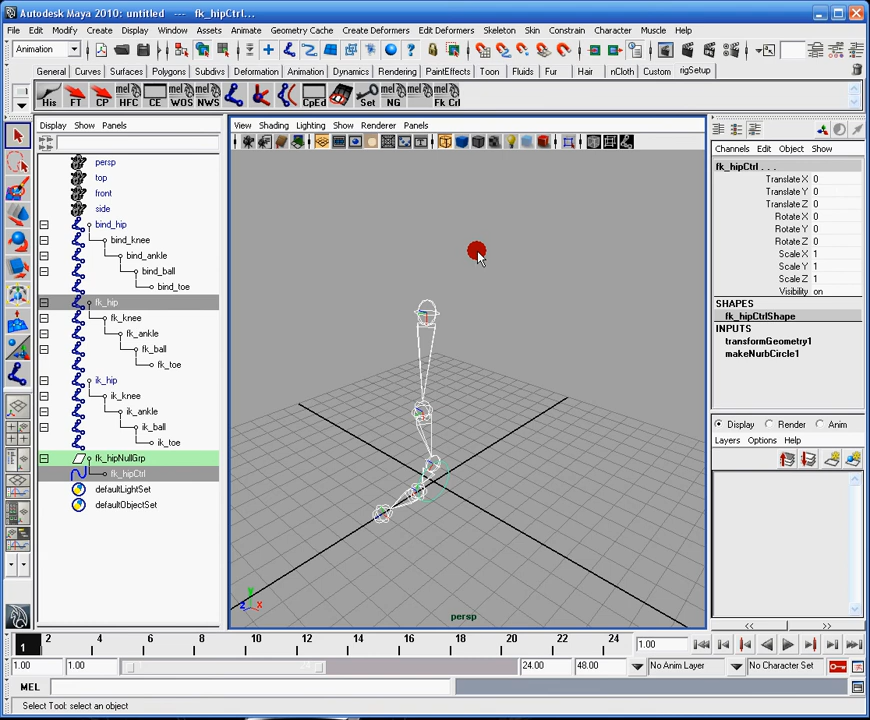 Autodesk Maya 2010: untitled --- fk_hipCtrl...
File Edit Modify Create Display Window Assets Animate Geometry Cache Create Deformers Edit Deformers Skeleton Skin Constrain Character Muscle Help
Animation
General Curves Surfaces Polygons Subdivs Deformation Animation Dynamics Rendering PaintEffects Toon Fluids Fur Hair nCloth Custom rigSetup
His FT CP HFC CE WOS NWS CpEd Set NG Fk Crl
mel mel mel mel mel
Display Show Panels
View Shading Lighting Show Renderer Panels
Channels Edit Object Show
persp
top
front
side
bind_hip
bind_knee
bind_ankle
bind_ball
bind_toe
fk_hip
fk_knee
fk_ankle
fk_ball
fk_toe
ik_hip
ik_knee
ik_ankle
ik_ball
ik_toe
fk_hipNullGrp
fk_hipCtrl
defaultLightSet
defaultObjectSet
Y
Z X
persp
fk_hipCtrl . . .
Translate X 0
Translate Y 0
Translate Z 0
Rotate X 0
Rotate Y 0
Rotate Z 0
Scale X 1
Scale Y 1
Scale Z 1
Visibility on
SHAPES
fk_hipCtrlShape
INPUTS
transformGeometry1
makeNurbCircle1
Display Render Anim
Layers Options Help
1 2 4 6 8 10 12 14 16 18 20 22 24 1.00
1.00 1.00 24.00 48.00 No Anim Layer No Character Set
MEL
Select Tool: select an object